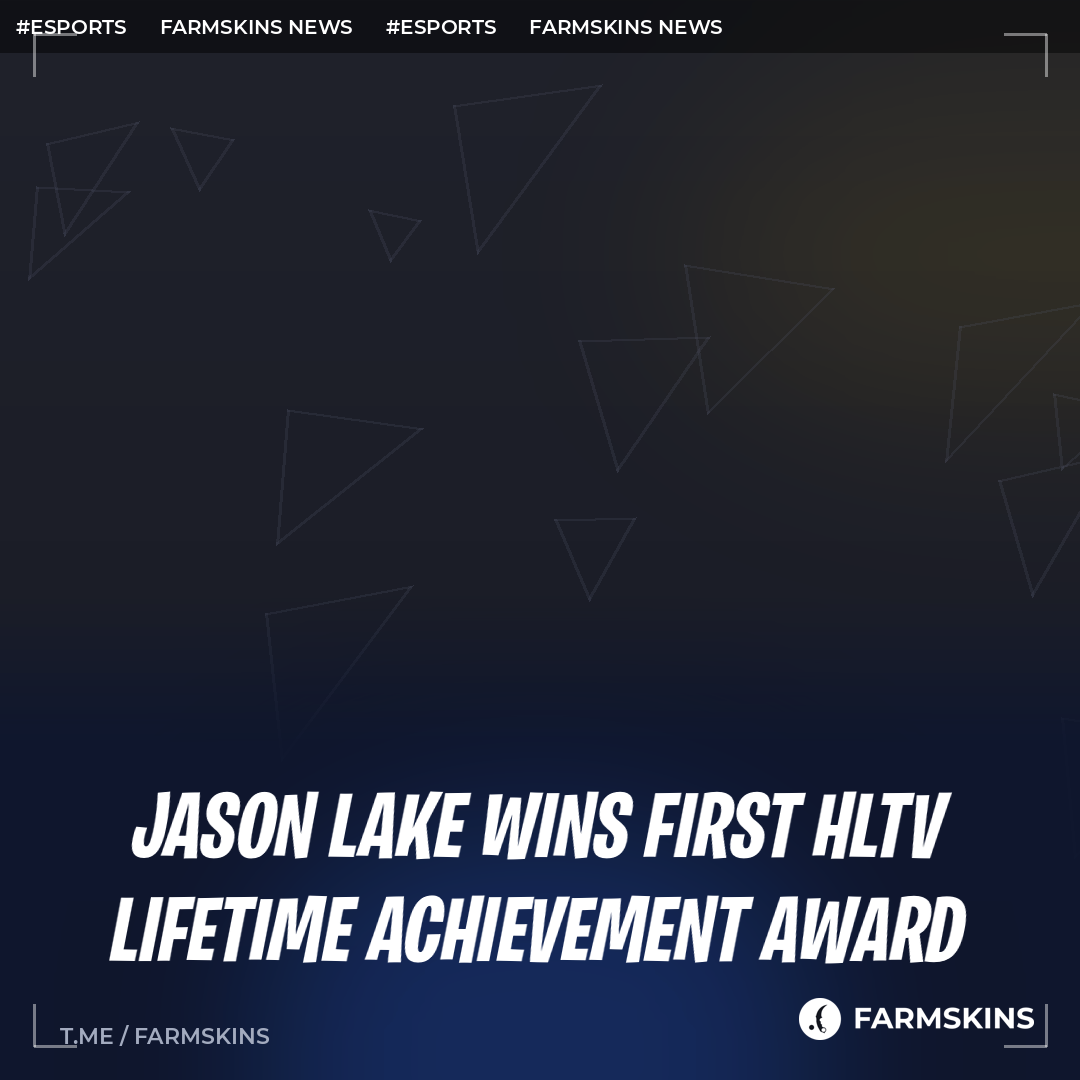 #ESPORTS FARMSKINS NEWS #ESPORTS FARMSKINS NEWS
JASON LAKE WINS FIRST HLTV
LIFETIME ACHIEVEMENT AWARD
T.ME / FARMSKINS
FARMSKINS